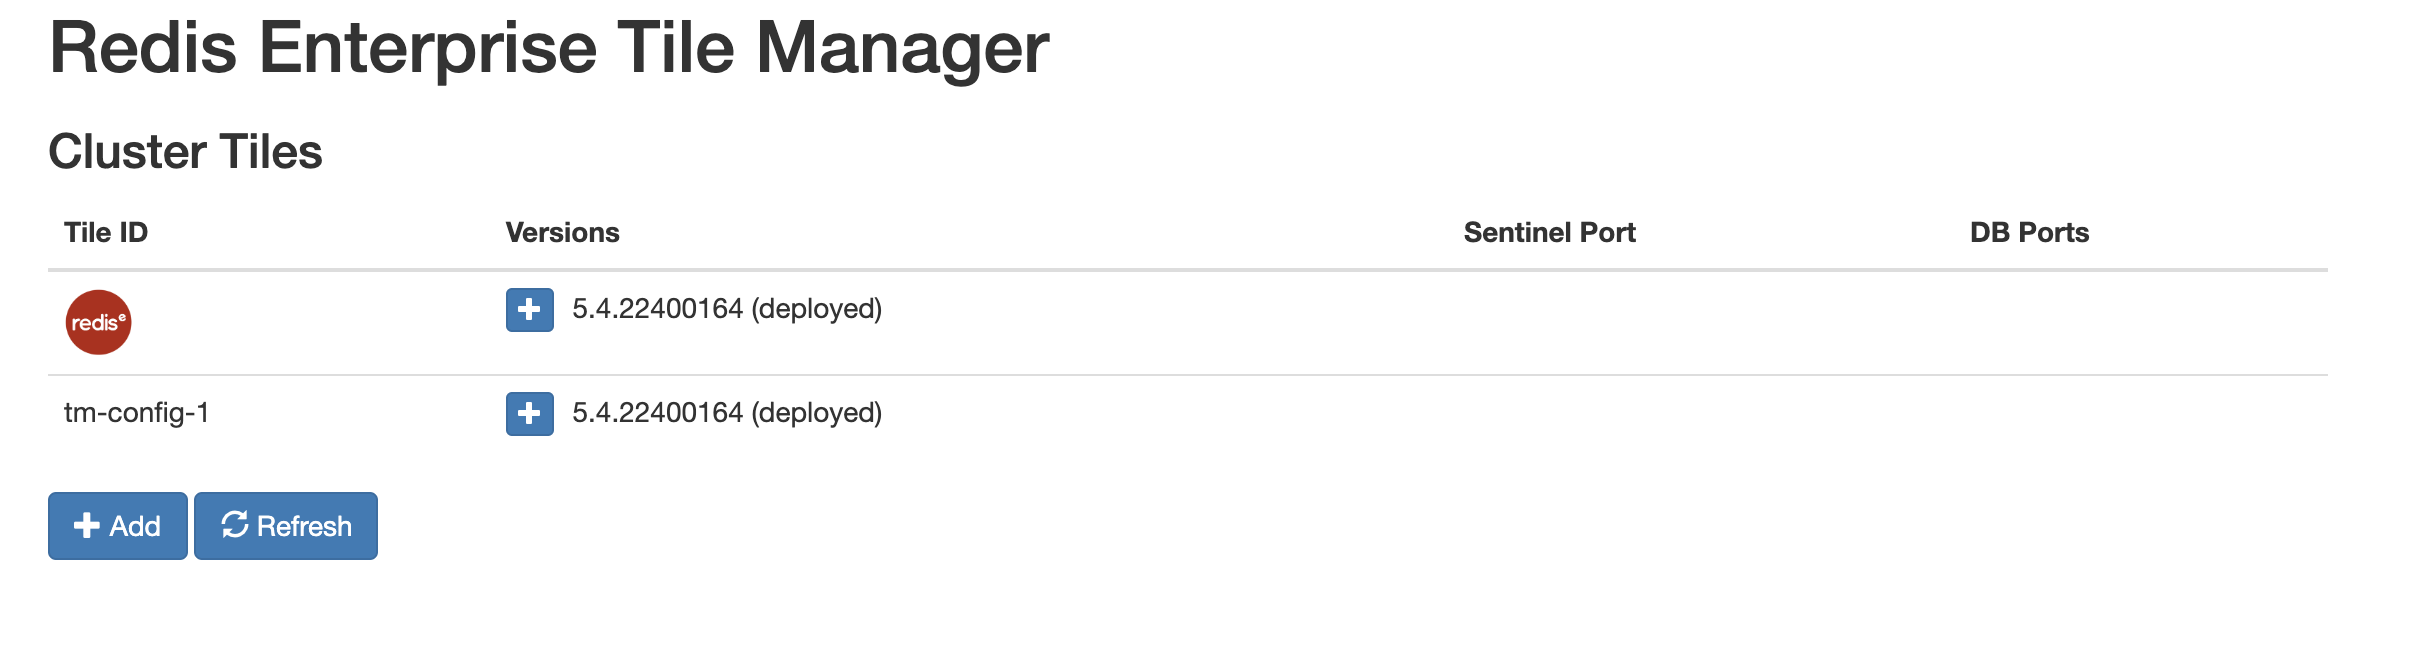 Redis Enterprise Tile Manager
Cluster Tiles
Tile ID Versions Sentinel Port DB Ports
redise 5.4.22400164 (deployed)
tm-config-1 5.4.22400164 (deployed)
Add Refresh